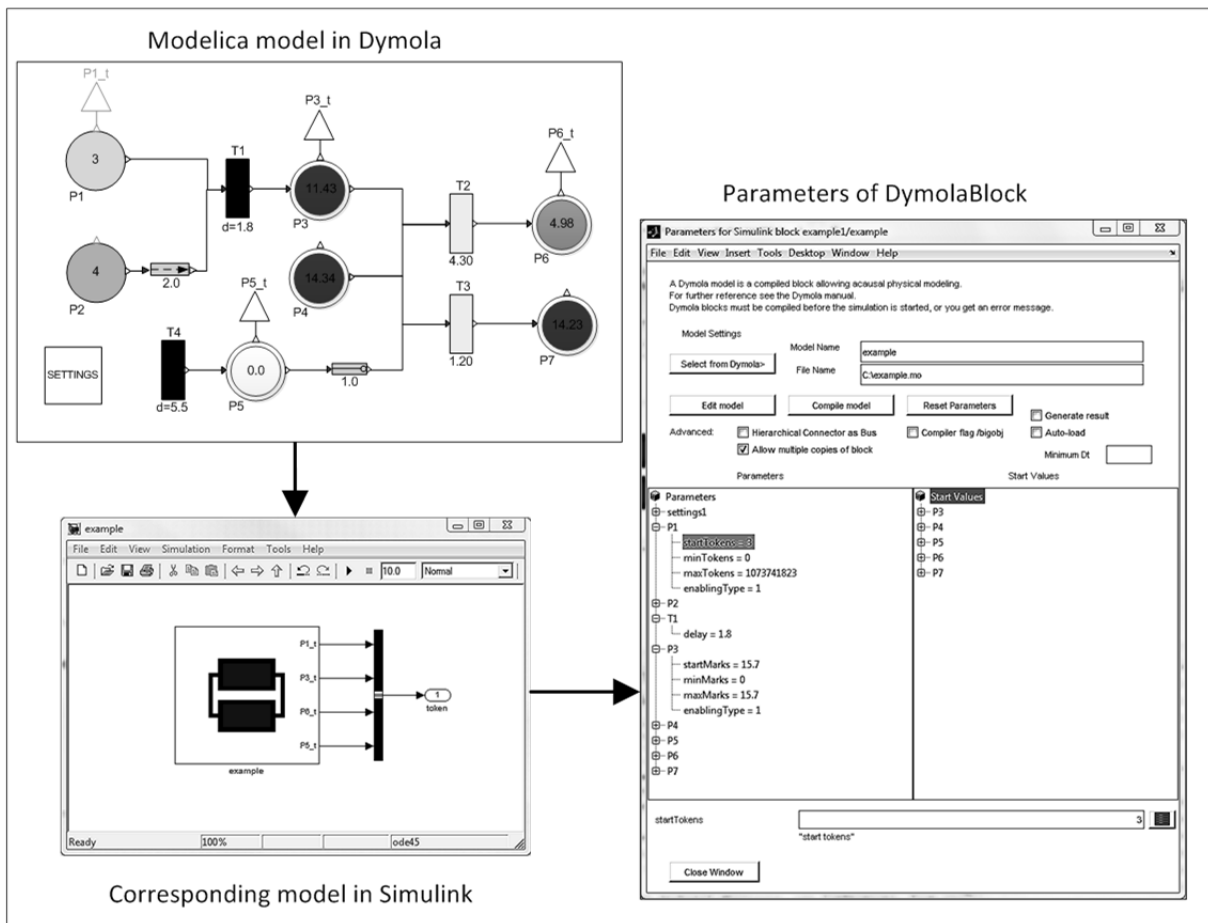 Modelica model in Dymola
P1_t
P3_t
P6_t
3
T1
11.43
T2
4.98
P1
d=1.8
P3
P6
4
2.0
P2
P5_t
14.34
P4
4.30
T3
14.23
P7
1.20
T4
0.0
1.0
SETTINGS
d=5.5
P5
Parameters of DymolaBlock
Parameters for Simulink block example1/example
File Edit View Insert Tools Desktop Window Help
A Dymola model is a compiled block allowing acausal physical modeling.
For further reference see the Dymola manual.
Dymola blocks must be compiled before the simulation is started, or you get an error message.
Model Settings
Select from Dymola>
Model Name
example
File Name
C:\example.mo
Edit model
Compile model
Reset Parameters
Generate result
Advanced:
Hierarchical Connector as Bus
Compiler flag /bigobj
Auto-load
Allow multiple copies of block
Minimum Dt
Parameters
Start Values
Parameters
settings1
P1
startTokens = 3
minTokens = 0
maxTokens = 1073741823
enablingType = 1
P2
T1
delay = 1.8
P3
startMarks = 15.7
minMarks = 0
maxMarks = 15.7
enablingType = 1
P4
P5
P6
P7
Start Values
P3
P4
P5
P6
P7
startTokens
3
"start tokens"
Close Window
example
File Edit View Simulation Format Tools Help
10.0
Normal
P1_t
P3_t
P6_t
P5_t
example
1
token
Ready
100%
ode45
Corresponding model in Simulink